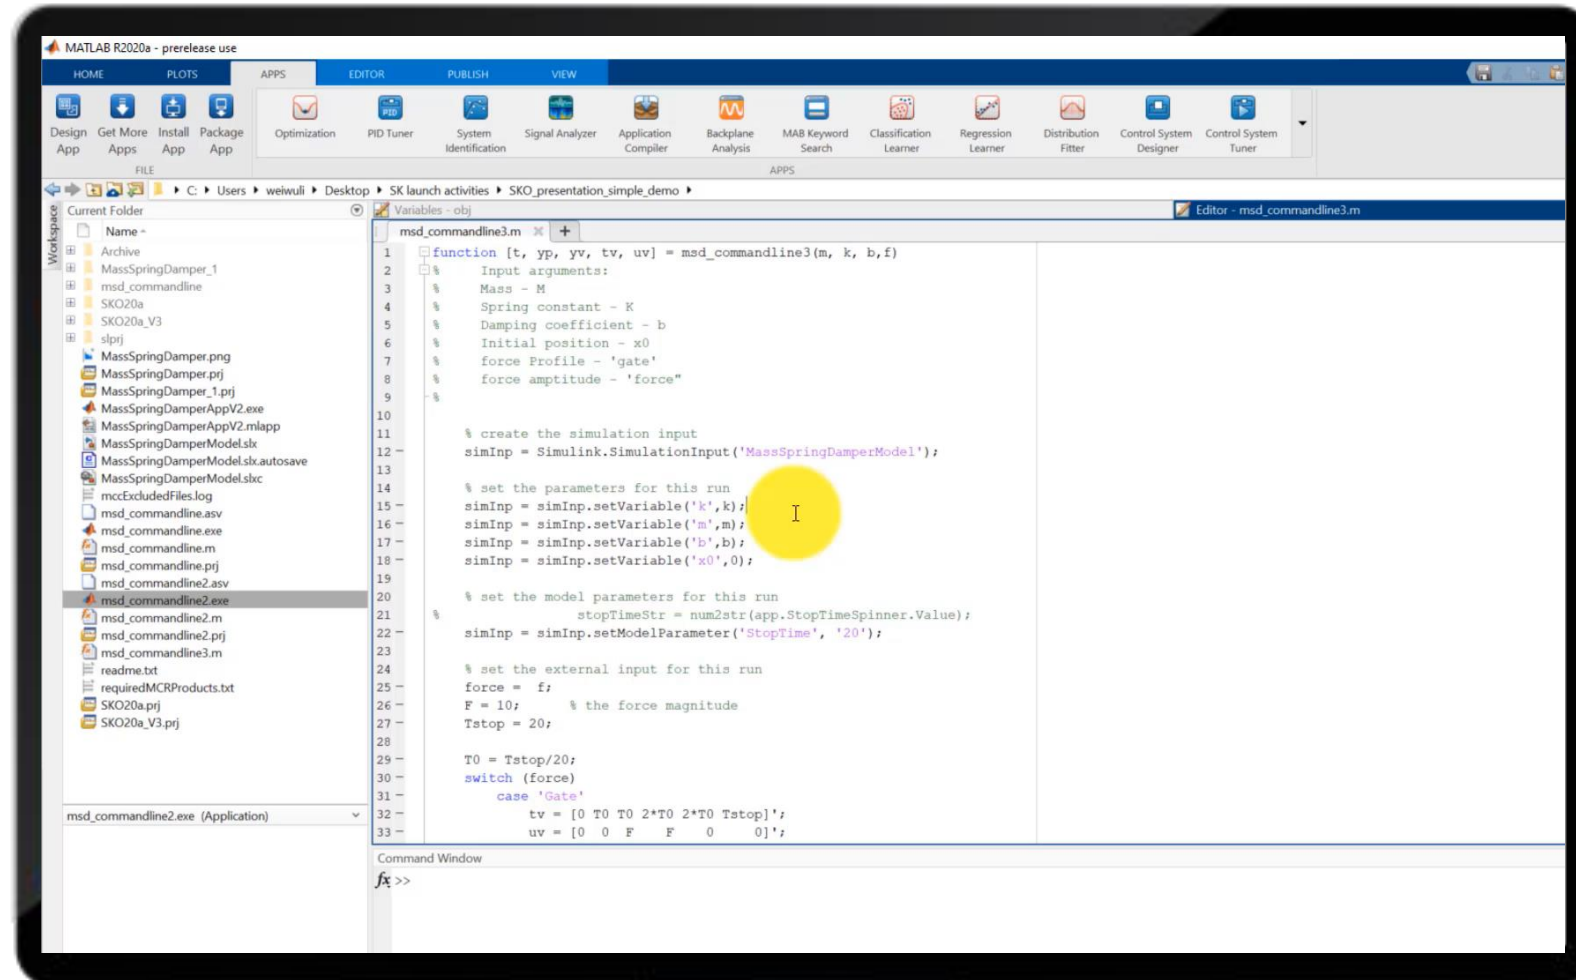 MATLAB R2020a - prerelease use
HOME PLOTS APPS EDITOR PUBLISH VIEW
Design App
Get More Apps
Install App
Package App
Optimization
PID Tuner
System Identification
Signal Analyzer
Application Compiler
Backplane Analysis
MAB Keyword Search
Classification Learner
Regression Learner
Distribution Fitter
Control System Designer
Control System Tuner
FILE APPS
C: Users weiwuli Desktop SK launch activities SKO_presentation_simple_demo
Workspace
Current Folder
Name
Archive
MassSpringDamper_1
msd_commandline
SKO20a
SKO20a_V3
slprj
MassSpringDamper.png
MassSpringDamper.prj
MassSpringDamper_1.prj
MassSpringDamperAppV2.exe
MassSpringDamperAppV2.mlapp
MassSpringDamperModel.slx
MassSpringDamperModel.slx.autosave
MassSpringDamperModel.slxc
mccExcludedFiles.log
msd_commandline.asv
msd_commandline.exe
msd_commandline.m
msd_commandline.prj
msd_commandline2.asv
msd_commandline2.exe
msd_commandline2.m
msd_commandline2.prj
msd_commandline3.m
readme.txt
requiredMCRProducts.txt
SKO20a.prj
SKO20a_V3.prj
msd_commandline2.exe (Application)
Variables - obj
Editor - msd_commandline3.m
msd_commandline3.m × +
1 function [t, yp, yv, tv, uv] = msd_commandline3(m, k, b,f)
2 % Input arguments:
3 % Mass - M
4 % Spring constant - K
5 % Damping coefficient - b
6 % Initial position - x0
7 % force Profile - 'gate'
8 % force amptitude - 'force"
9 %
10
11 % create the simulation input
12 - simInp = Simulink.SimulationInput('MassSpringDamperModel');
13
14 % set the parameters for this run
15 - simInp = simInp.setVariable('k',k);
16 - simInp = simInp.setVariable('m',m);
17 - simInp = simInp.setVariable('b',b);
18 - simInp = simInp.setVariable('x0',0);
19
20 % set the model parameters for this run
21 % stopTimeStr = num2str(app.StopTimeSpinner.Value);
22 - simInp = simInp.setModelParameter('StopTime', '20');
23
24 % set the external input for this run
25 - force = f;
26 - F = 10; % the force magnitude
27 - Tstop = 20;
28
29 - T0 = Tstop/20;
30 - switch (force)
31 - case 'Gate'
32 - tv = [0 T0 T0 2*T0 2*T0 Tstop]';
33 - uv = [0 0 F F 0 0]';
Command Window
fx >>